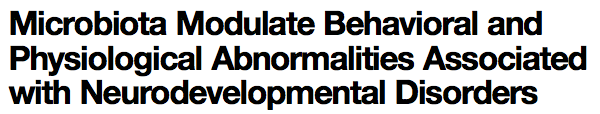 Microbiota Modulate Behavioral and
Physiological Abnormalities Associated
with Neurodevelopmental Disorders